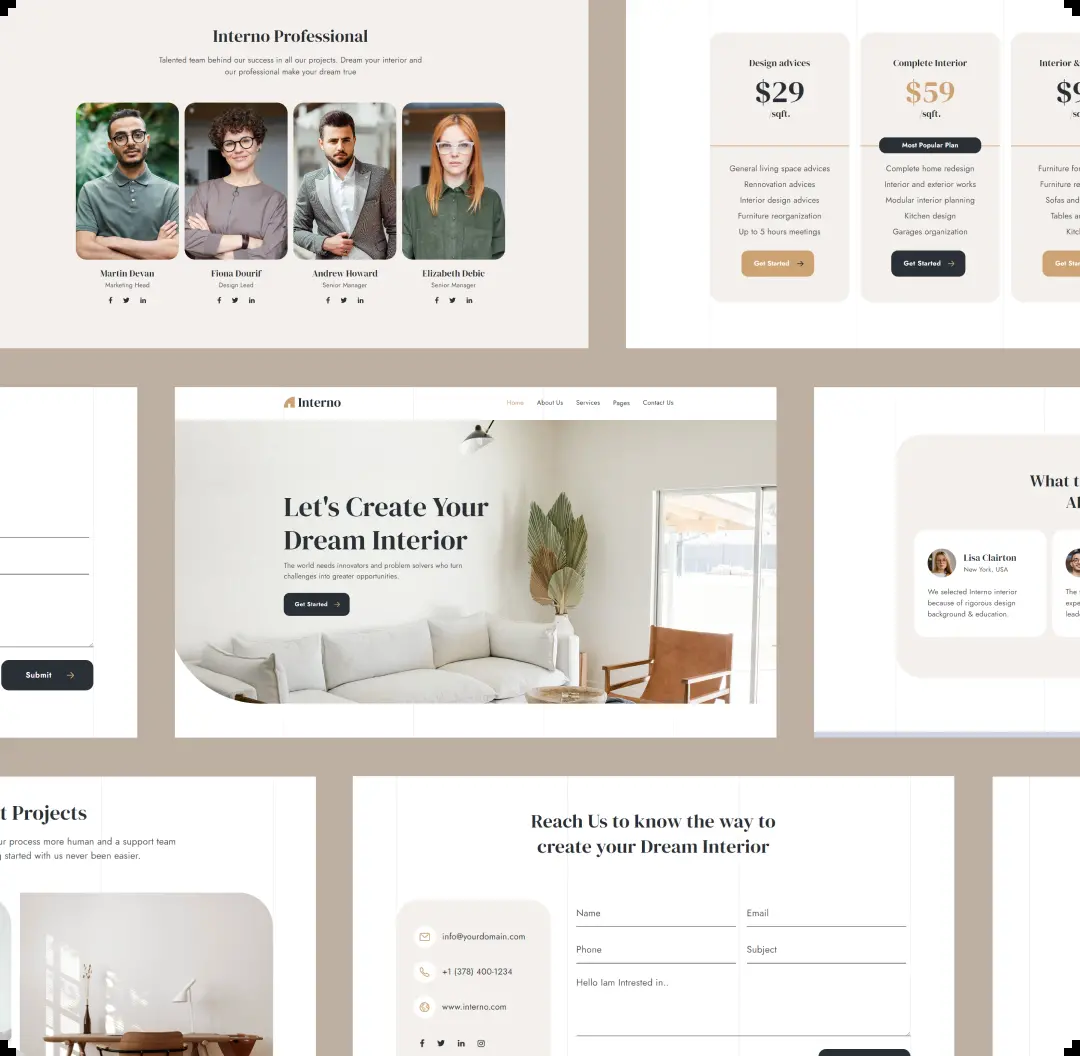 Interno Professional
Talented team behind our success in all our projects. Dream your interior and
our professional make your dream true
Martin Devan
Marketing Head
Fiona Dourif
Design Lead
Andrew Howard
Senior Manager
Elizabeth Debic
Senior Manager
Design advices
$29
/sqft.
General living space advices
Rennovation advices
Interior design advices
Furniture reorganization
Up to 5 hours meetings
Get Started
Complete Interior
$59
/sqft.
Most Popular Plan
Complete home redesign
Interior and exterior works
Modular interior planning
Kitchen design
Garages organization
Get Started
Interior &
$
Furniture
Furniture
Sofas and
Get
Submit
Interno
Home About Us Services Pages Contact Us
Let's Create Your
Dream Interior
The world needs innovators and problem solvers who turn
challenges into greater opportunities.
Get Started
What
Lisa Clairton
New York, USA
We selected Interno interior
because of rigorous design
background & education.
The
t Projects
ur process more human and a support team
started with us never been easier.
Reach Us to know the way to
create your Dream Interior
info@yourdomain.com
+1 (378) 400-1234
www.interno.com
Name Email
Phone Subject
Hello Iam Intrested in..